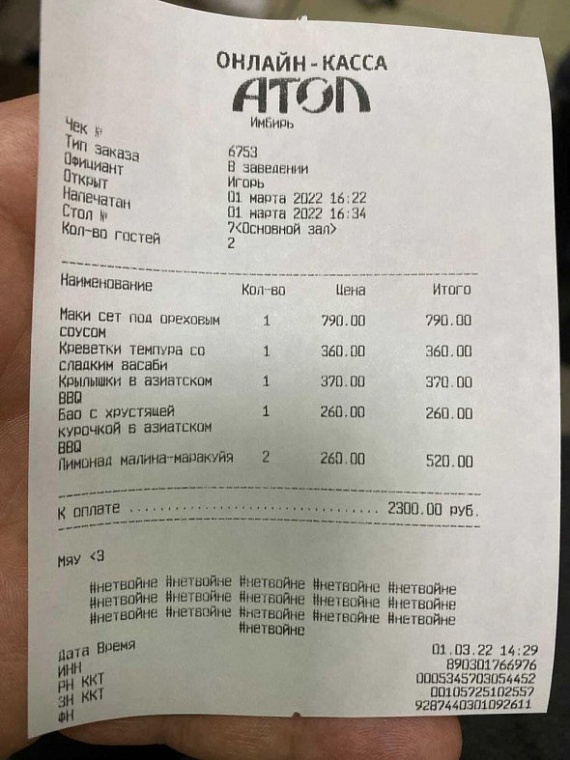 ОНЛАЙН-КАССА
АТОЛ
Имбирь
Чек № 6753
Тип заказа В заведении
Официант Игорь
Открыт 01 марта 2022 16:22
Напечатан 01 марта 2022 16:34
Стол № 7<Основной зал>
Кол-во гостей 2
Наименование Кол-во Цена Итого
Маки сет под ореховым 1 790.00 790.00
соусом
Креветки темпура со 1 360.00 360.00
сладким васаби
Крылышки в азиатском 1 370.00 370.00
BBQ
Бао с хрустящей 1 260.00 260.00
курочкой в азиатском
BBQ
Лимонад малина-маракуйя 2 260.00 520.00
К оплате ................................ 2300.00 руб.
Мяу <3
#нетвойне #нетвойне #нетвойне #нетвойне #нетвойне
#нетвойне #нетвойне #нетвойне #нетвойне #нетвойне
#нетвойне #нетвойне #нетвойне #нетвойне #нетвойне
#нетвойне
Дата Время 01.03.22 14:29
ИНН 890301766976
РН ККТ 0005345703054452
ЗН ККТ 00105725102557
ФН 9287440301092611